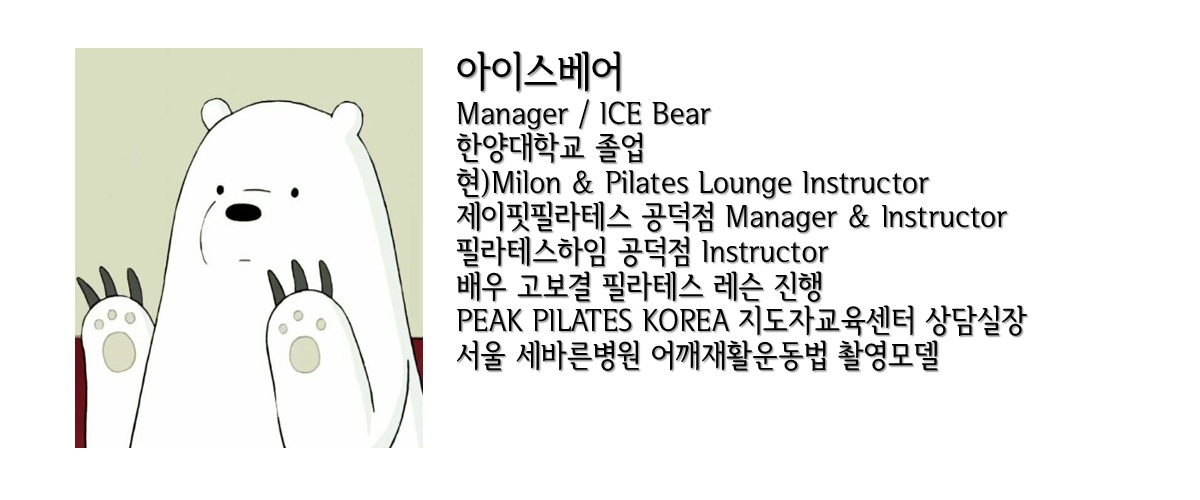 아이스베어
Manager / ICE Bear
한양대학교 졸업
현)Milon & Pilates Lounge Instructor
제이핏필라테스 공덕점 Manager & Instructor
필라테스하임 공덕점 Instructor
배우 고보결 필라테스 레슨 진행
PEAK PILATES KOREA 지도자교육센터 상담실장
서울 세바른병원 어깨재활운동법 촬영모델